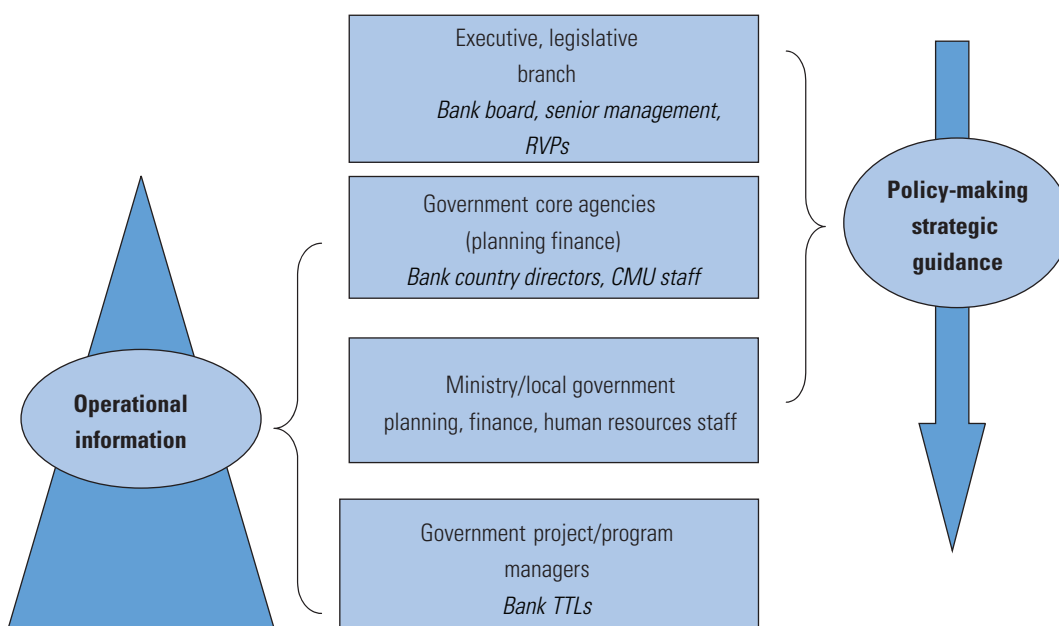 Executive, legislative
branch
Bank board, senior management,
RVPs
Government core agencies
(planning finance)
Bank country directors, CMU staff
Ministry/local government
planning, finance, human resources staff
Government project/program
managers
Bank TTLs
Operational
information
Policy-making
strategic
guidance